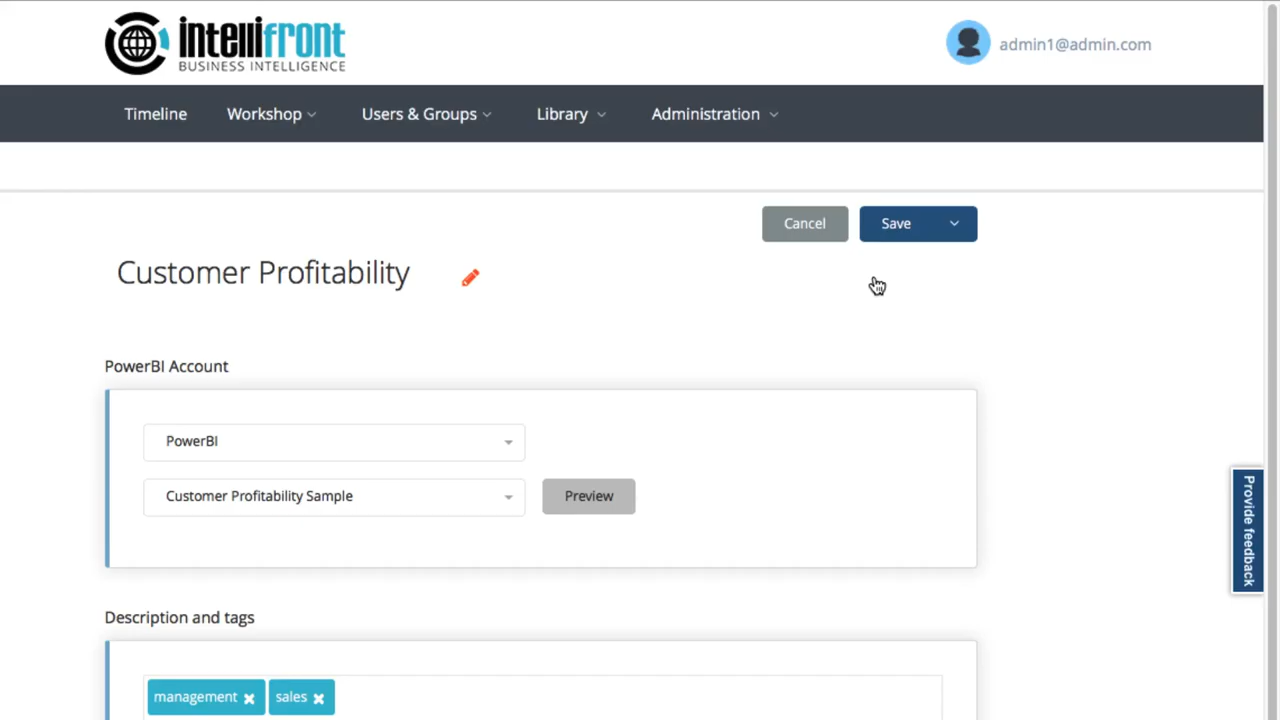 intellifront
BUSINESS INTELLIGENCE
admin1@admin.com
Timeline Workshop Users & Groups Library Administration
Cancel Save
Customer Profitability
PowerBI Account
PowerBI
Customer Profitability Sample Preview
Provide feedback
Description and tags
management sales